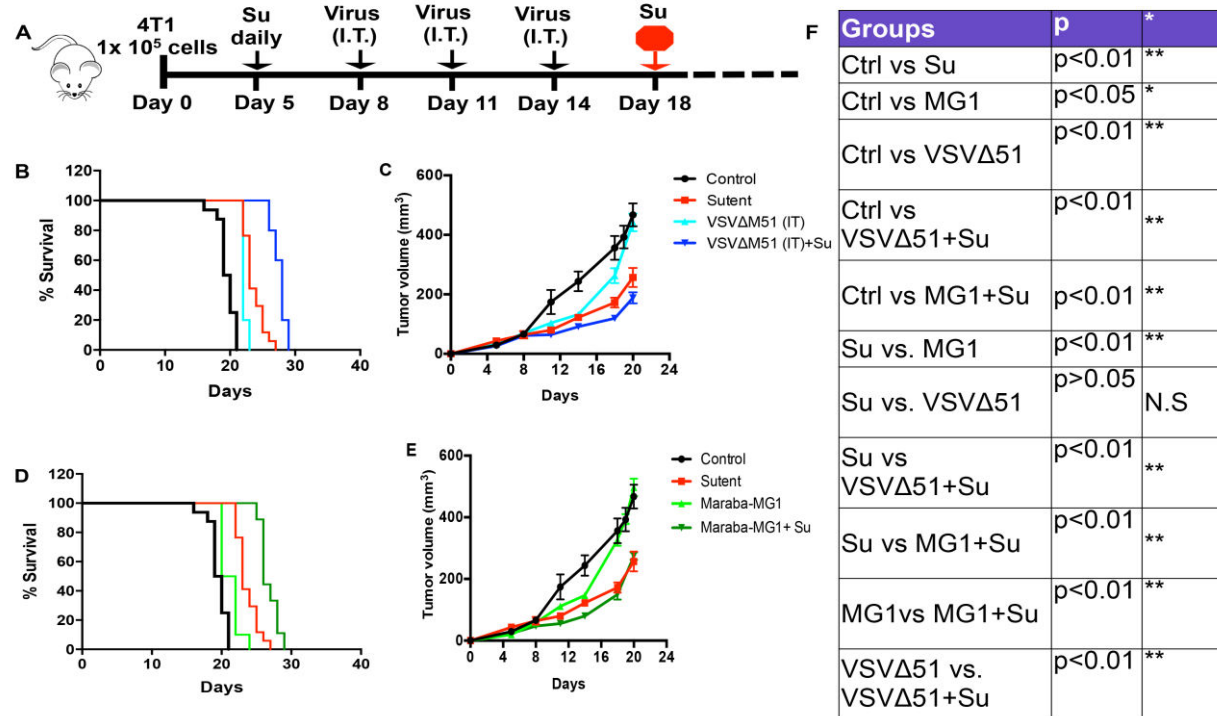 A
4T1
1x 10⁵ cells
Su
daily
Virus
(I.T.)
Virus
(I.T.)
Virus
(I.T.)
Su
Day 0
Day 5
Day 8
Day 11
Day 14
Day 18
B
120
100
80
60
40
20
0
% Survival
0
10
20
30
40
Days
C
600
400
200
0
Tumor volume (mm³)
0
4
8
12
16
20
24
Days
Control
Sutent
VSVΔM51 (IT)
VSVΔM51 (IT)+Su
D
120
100
80
60
40
20
0
% Survival
0
10
20
30
40
Days
E
600
400
200
0
Tumor volume (mm³)
0
4
8
12
16
20
24
Days
Control
Sutent
Maraba-MG1
Maraba-MG1+ Su
F
Groups p *
Ctrl vs Su p<0.01 **
Ctrl vs MG1 p<0.05 *
Ctrl vs VSVΔ51 p<0.01 **
Ctrl vs
VSVΔ51+Su p<0.01 **
Ctrl vs MG1+Su p<0.01 **
Su vs. MG1 p<0.01 **
Su vs. VSVΔ51 p>0.05 N.S
Su vs
VSVΔ51+Su p<0.01 **
Su vs MG1+Su p<0.01 **
MG1vs MG1+Su p<0.01 **
VSVΔ51 vs.
VSVΔ51+Su p<0.01 **